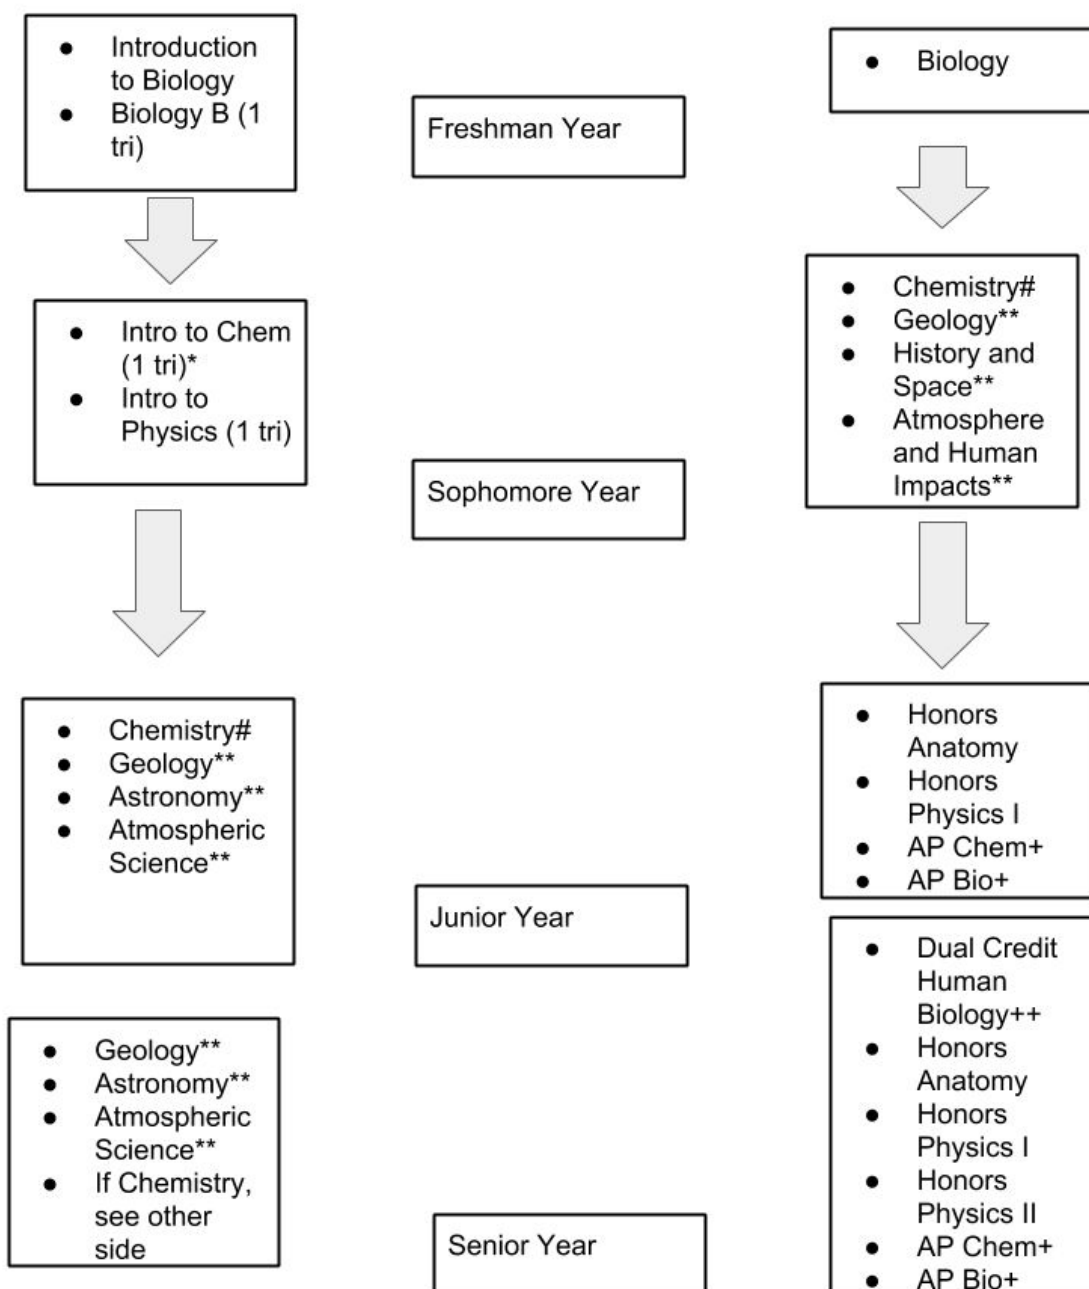 ● Introduction
to Biology
● Biology B (1
tri)
Freshman Year
● Biology
● Intro to Chem
(1 tri)*
● Intro to
Physics (1 tri)
Sophomore Year
● Chemistry#
● Geology**
● History and
Space**
● Atmosphere
and Human
Impacts**
● Chemistry#
● Geology**
● Astronomy**
● Atmospheric
Science**
Junior Year
● Honors
Anatomy
● Honors
Physics I
● AP Chem+
● AP Bio+
● Geology**
● Astronomy**
● Atmospheric
Science**
● If Chemistry,
see other
side
Senior Year
● Dual Credit
Human
Biology++
● Honors
Anatomy
● Honors
Physics I
● Honors
Physics II
● AP Chem+
● AP Bio+